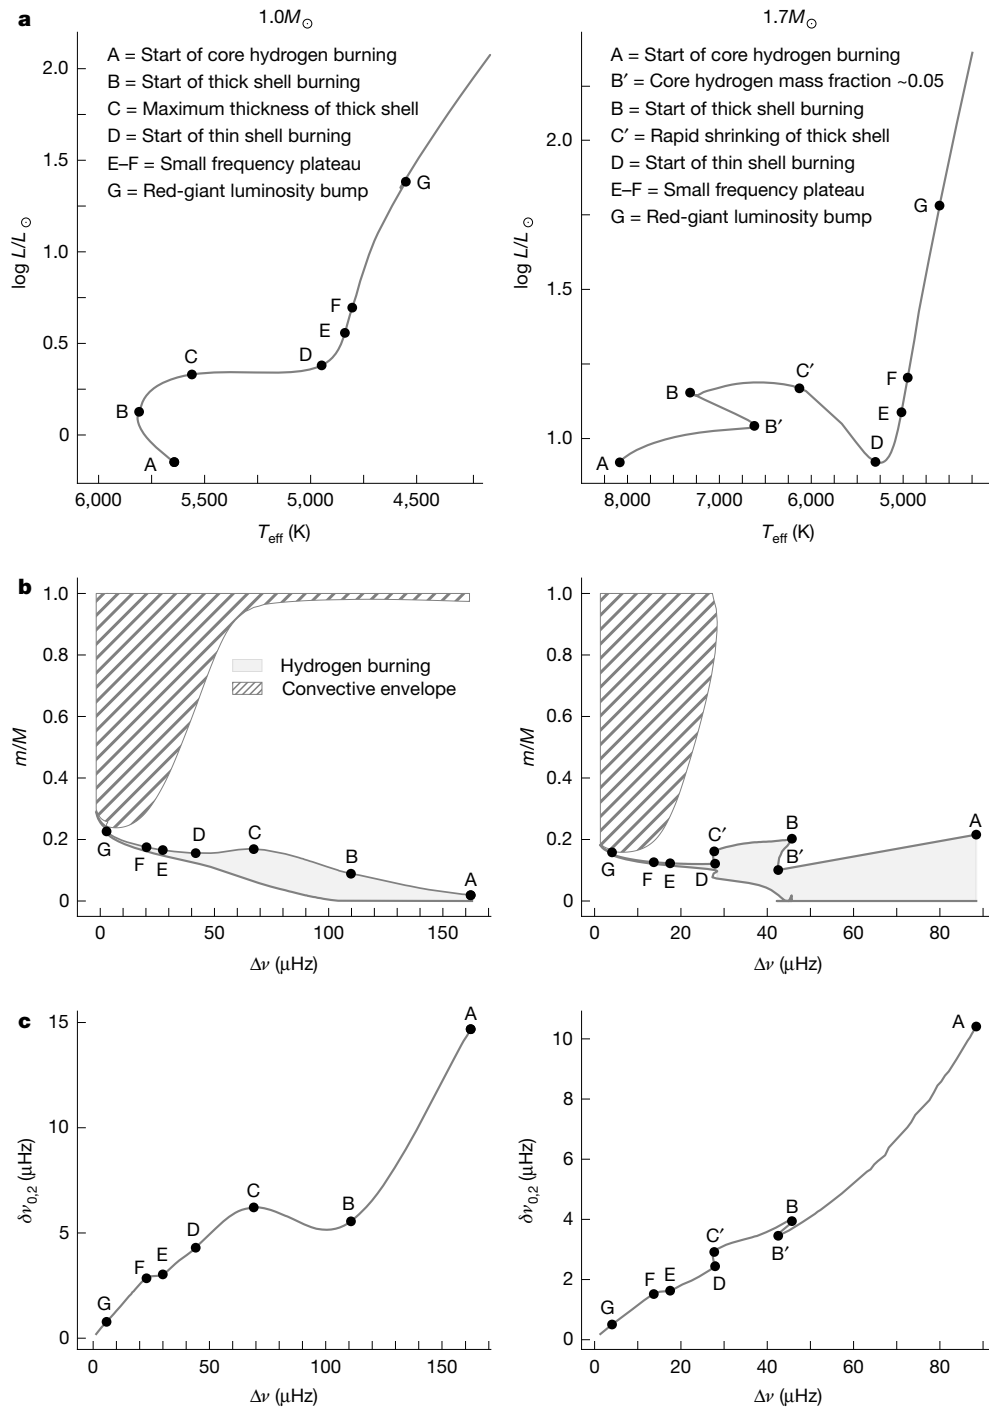 a
1.0M☉
2.0
1.5
1.0
0.5
0
log L/L☉
A = Start of core hydrogen burning
B = Start of thick shell burning
C = Maximum thickness of thick shell
D = Start of thin shell burning
E–F = Small frequency plateau
G = Red-giant luminosity bump
G
F
E
D
C
B
A
6,000
5,500
5,000
4,500
Teff (K)
1.7M☉
2.0
1.5
1.0
log L/L☉
A = Start of core hydrogen burning
B′ = Core hydrogen mass fraction ~0.05
B = Start of thick shell burning
C′ = Rapid shrinking of thick shell
D = Start of thin shell burning
E–F = Small frequency plateau
G = Red-giant luminosity bump
G
C′
B
F
E
B′
D
A
8,000
7,000
6,000
5,000
Teff (K)
b
1.0
0.8
0.6
0.4
0.2
0
m/M
Hydrogen burning
Convective envelope
G
F
E
D
C
B
A
0
50
100
150
Δν (μHz)
1.0
0.8
0.6
0.4
0.2
0
m/M
G
F
E
D
C′
B
B′
A
0
20
40
60
80
Δν (μHz)
c
15
10
5
0
δν0,2 (μHz)
G
F
E
D
C
B
A
0
50
100
150
Δν (μHz)
10
8
6
4
2
0
δν0,2 (μHz)
G
F
E
D
C′
B
B′
A
0
20
40
60
80
Δν (μHz)